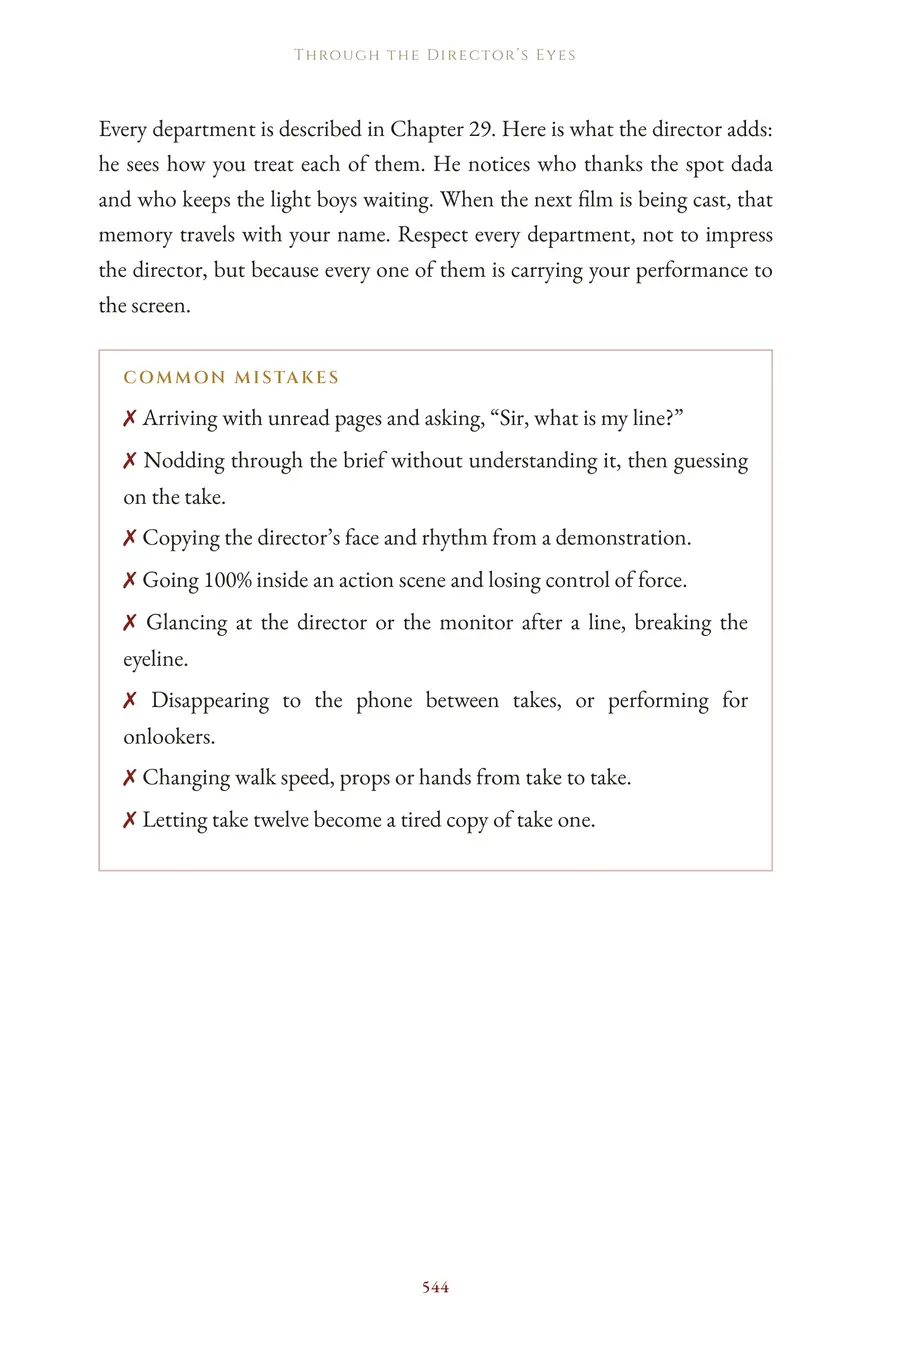 Through the Director’s Eyes
Every department is described in Chapter 29. Here is what the director adds:
he sees how you treat each of them. He notices who thanks the spot dada
and who keeps the light boys waiting. When the next film is being cast, that
memory travels with your name. Respect every department, not to impress
the director, but because every one of them is carrying your performance to
the screen.
COMMON MISTAKES
✗ Arriving with unread pages and asking, “Sir, what is my line?”
✗ Nodding through the brief without understanding it, then guessing
on the take.
✗ Copying the director’s face and rhythm from a demonstration.
✗ Going 100% inside an action scene and losing control of force.
✗ Glancing at the director or the monitor after a line, breaking the
eyeline.
✗ Disappearing to the phone between takes, or performing for
onlookers.
✗ Changing walk speed, props or hands from take to take.
✗ Letting take twelve become a tired copy of take one.
544